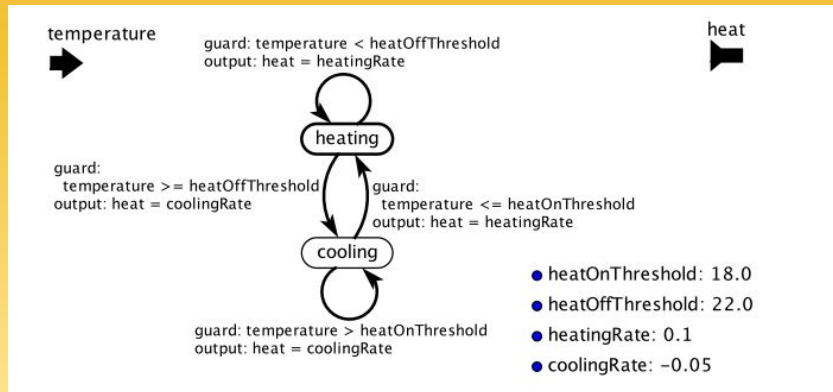 temperature
heat
guard: temperature < heatOffThreshold
output: heat = heatingRate
heating
guard:
temperature >= heatOffThreshold
output: heat = coolingRate
guard:
temperature <= heatOnThreshold
output: heat = heatingRate
cooling
guard: temperature > heatOnThreshold
output: heat = coolingRate
heatOnThreshold: 18.0
heatOffThreshold: 22.0
heatingRate: 0.1
coolingRate: -0.05